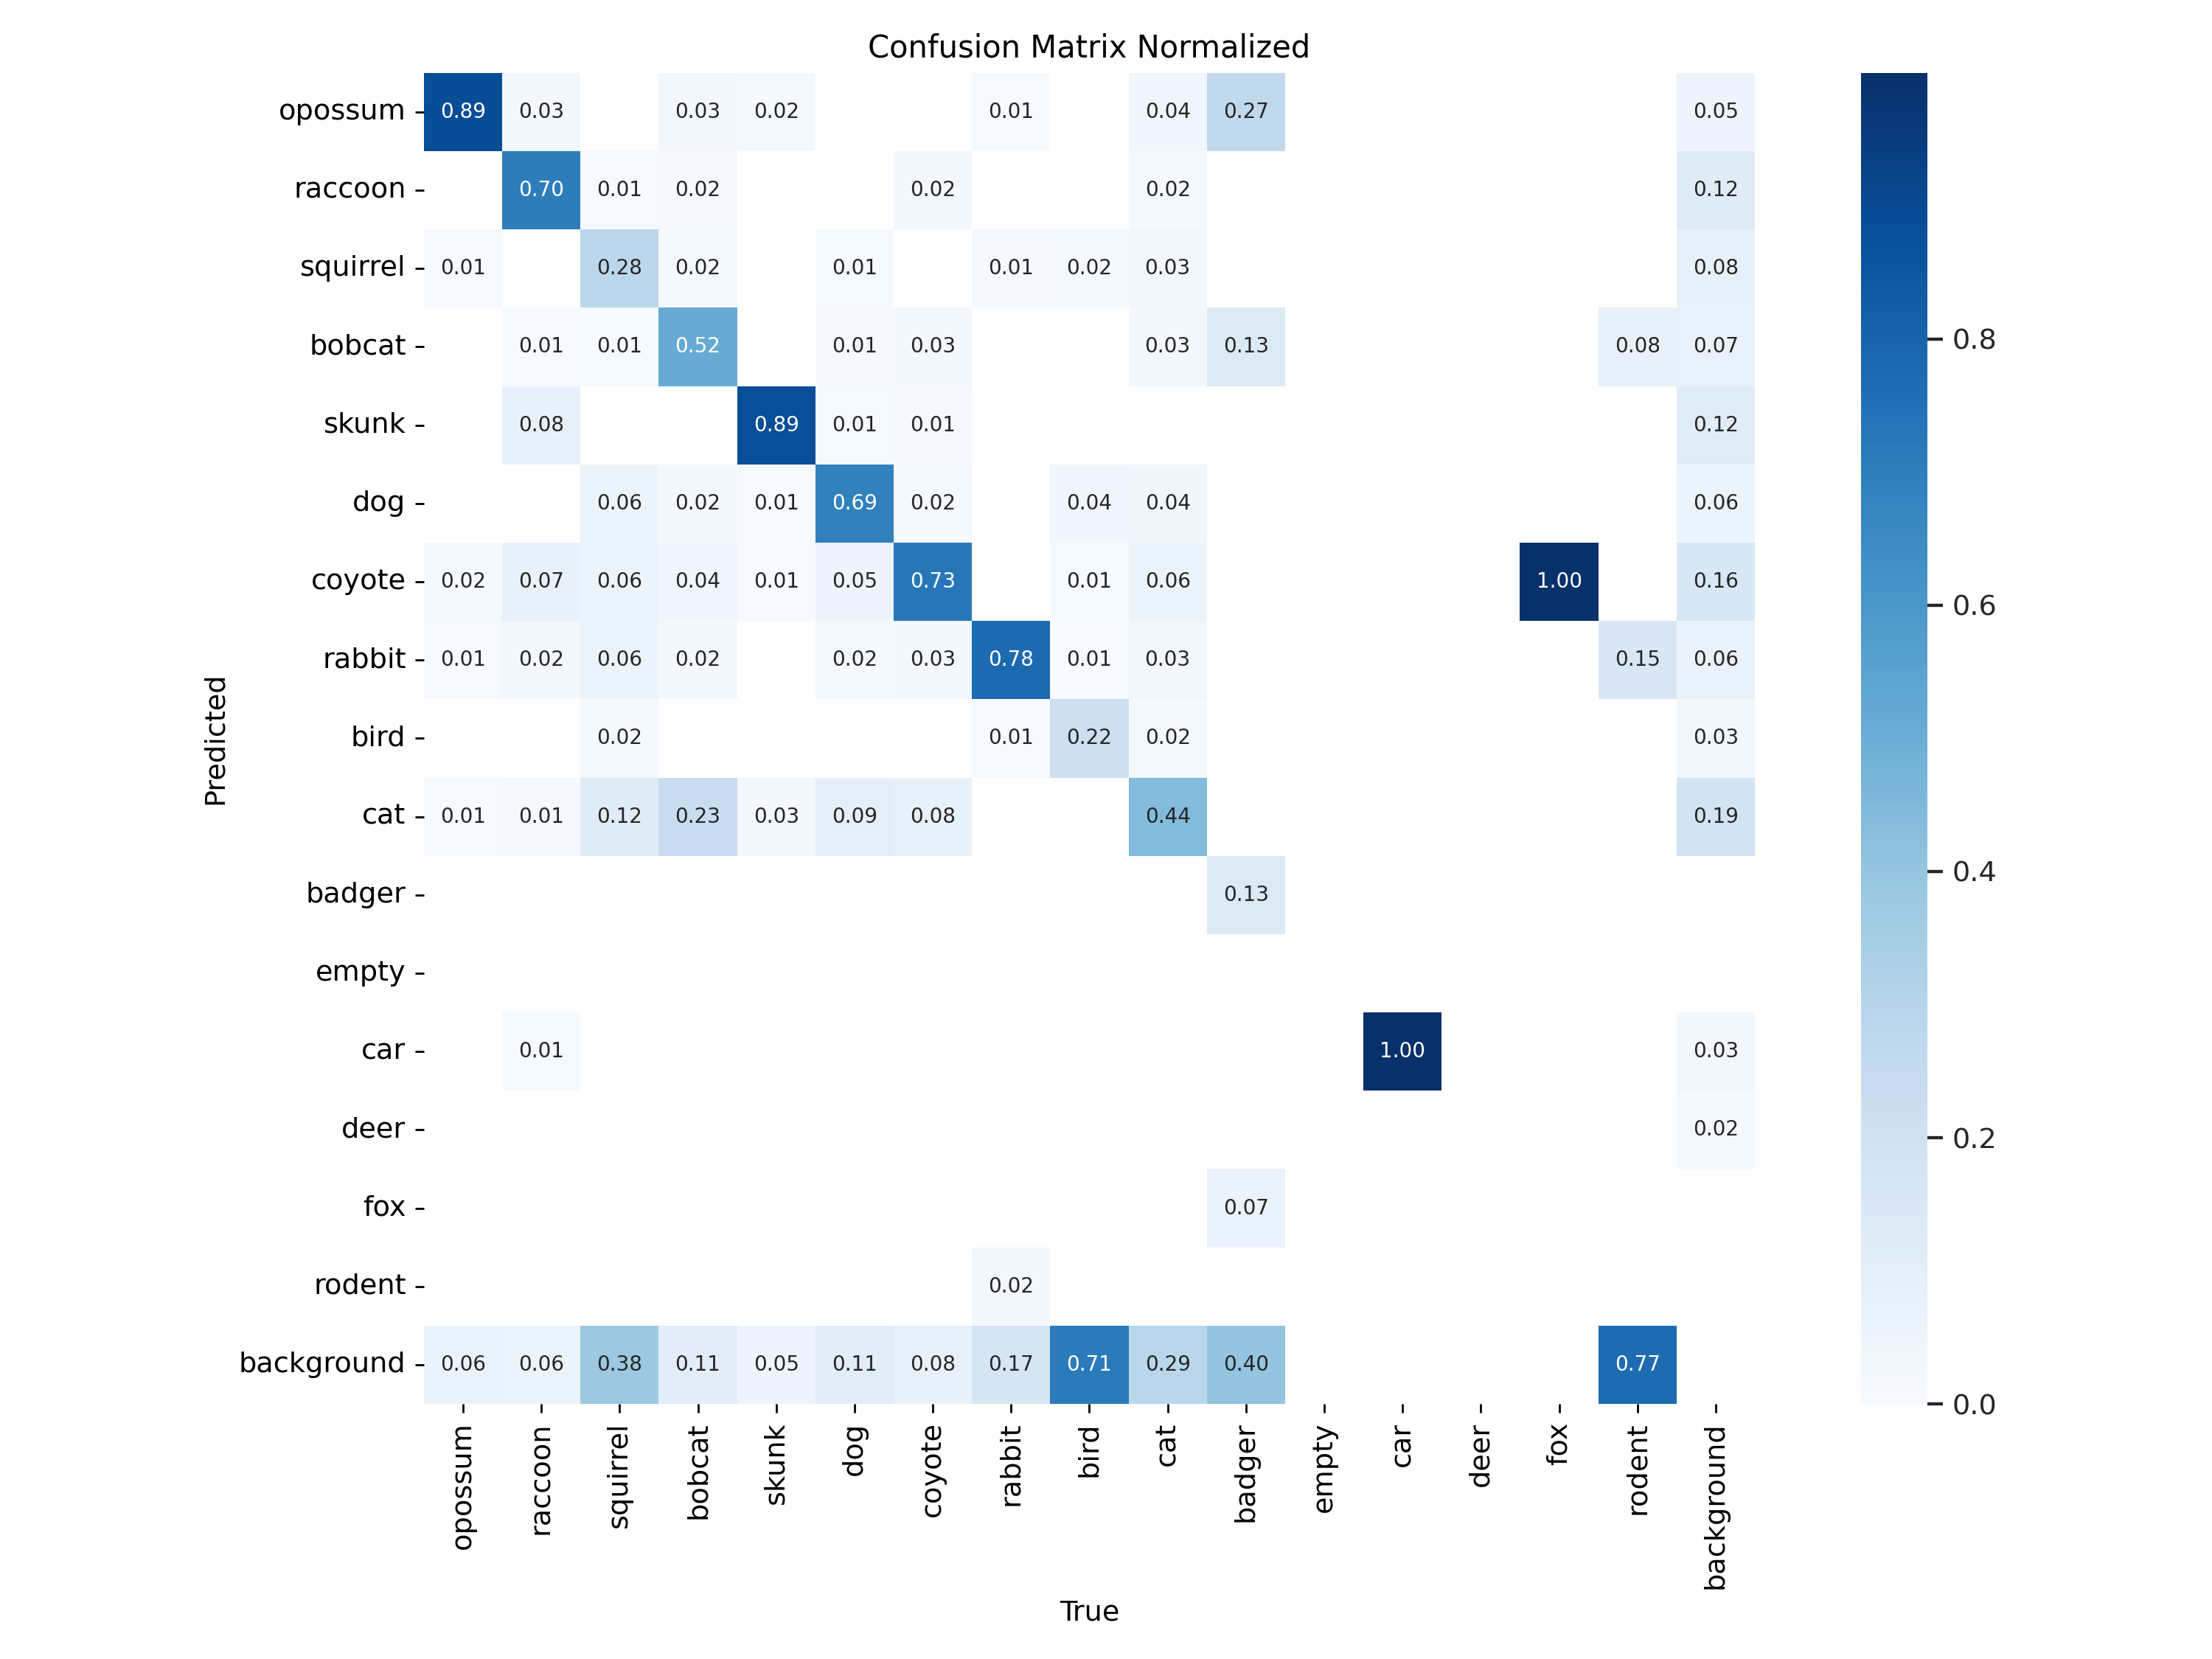 Confusion Matrix Normalized
opossum 0.89 0.03 0.03 0.02 0.01 0.04 0.27 0.05
raccoon 0.70 0.01 0.02 0.02 0.02 0.12
squirrel 0.01 0.28 0.02 0.01 0.01 0.02 0.03 0.08
bobcat 0.01 0.01 0.52 0.01 0.03 0.03 0.13 0.08 0.07
skunk 0.08 0.89 0.01 0.01 0.12
dog 0.06 0.02 0.01 0.69 0.02 0.04 0.04 0.06
coyote 0.02 0.07 0.06 0.04 0.01 0.05 0.73 0.01 0.06 1.00 0.16
rabbit 0.01 0.02 0.06 0.02 0.02 0.03 0.78 0.01 0.03 0.15 0.06
bird 0.02 0.01 0.22 0.02 0.03
cat 0.01 0.01 0.12 0.23 0.03 0.09 0.08 0.44 0.19
badger 0.13
empty
car 0.01 1.00 0.03
deer 0.02
fox 0.07
rodent 0.02
background 0.06 0.06 0.38 0.11 0.05 0.11 0.08 0.17 0.71 0.29 0.40 0.77
Predicted
opossum raccoon squirrel bobcat skunk dog coyote rabbit bird cat badger empty car deer fox rodent background
True
0.8
0.6
0.4
0.2
0.0